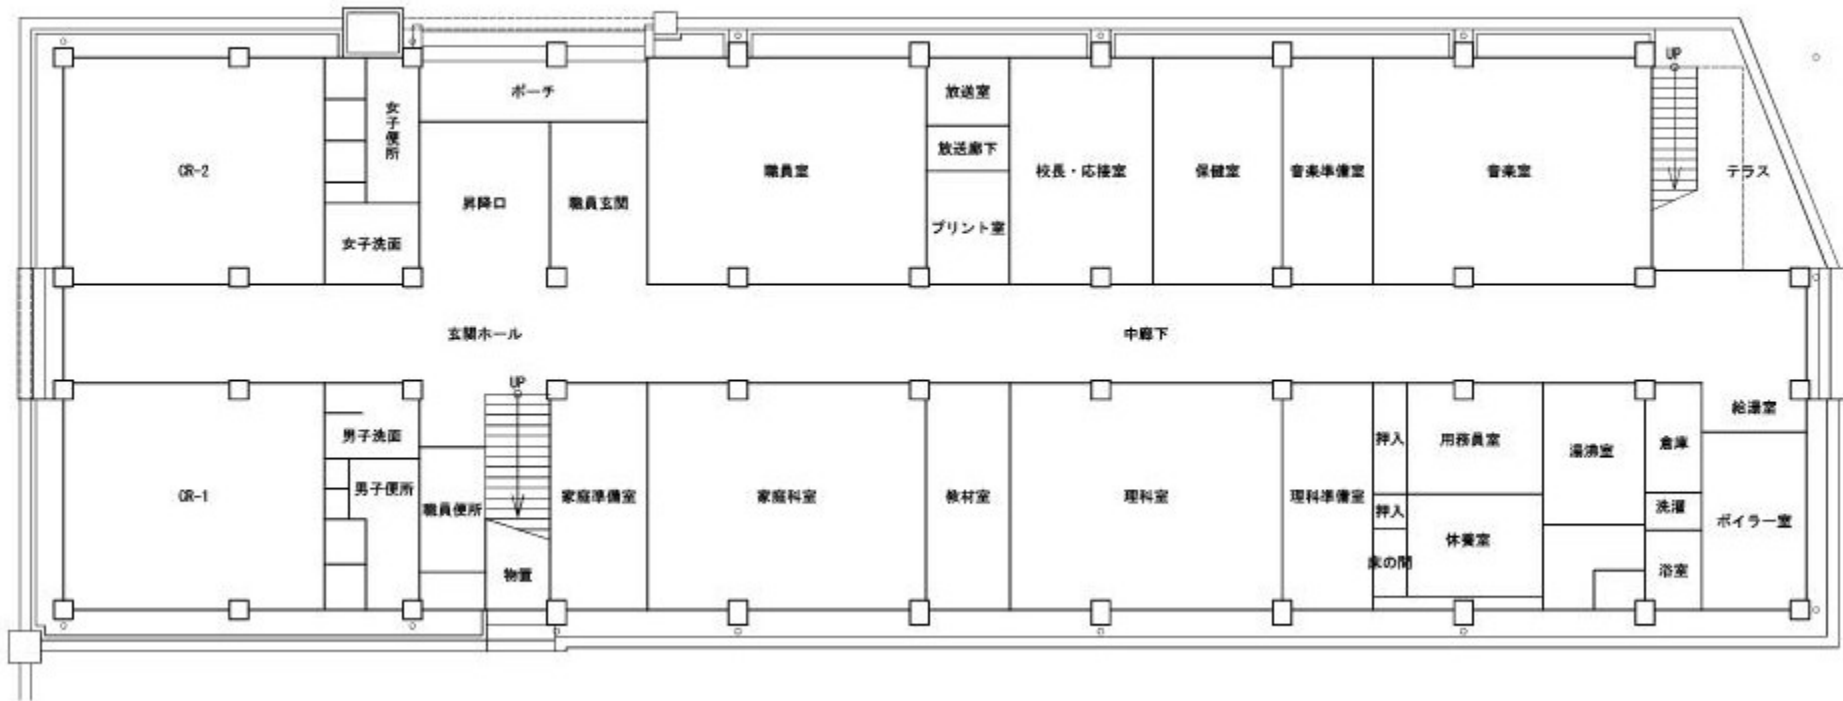 UP
ポーチ
放送室
女子便所
放送廊下
CR-2
職員室
校長・応接室
保健室
音楽準備室
音楽室
テラス
昇降口
職員玄関
プリント室
女子洗面
玄関ホール
中廊下
UP
給湯室
男子洗面
押入
用務員室
湯沸室
倉庫
CR-1
男子便所
職員便所
家庭準備室
家庭科室
教材室
理科室
理科準備室
押入
洗濯
ボイラー室
休養室
床の間
物置
浴室